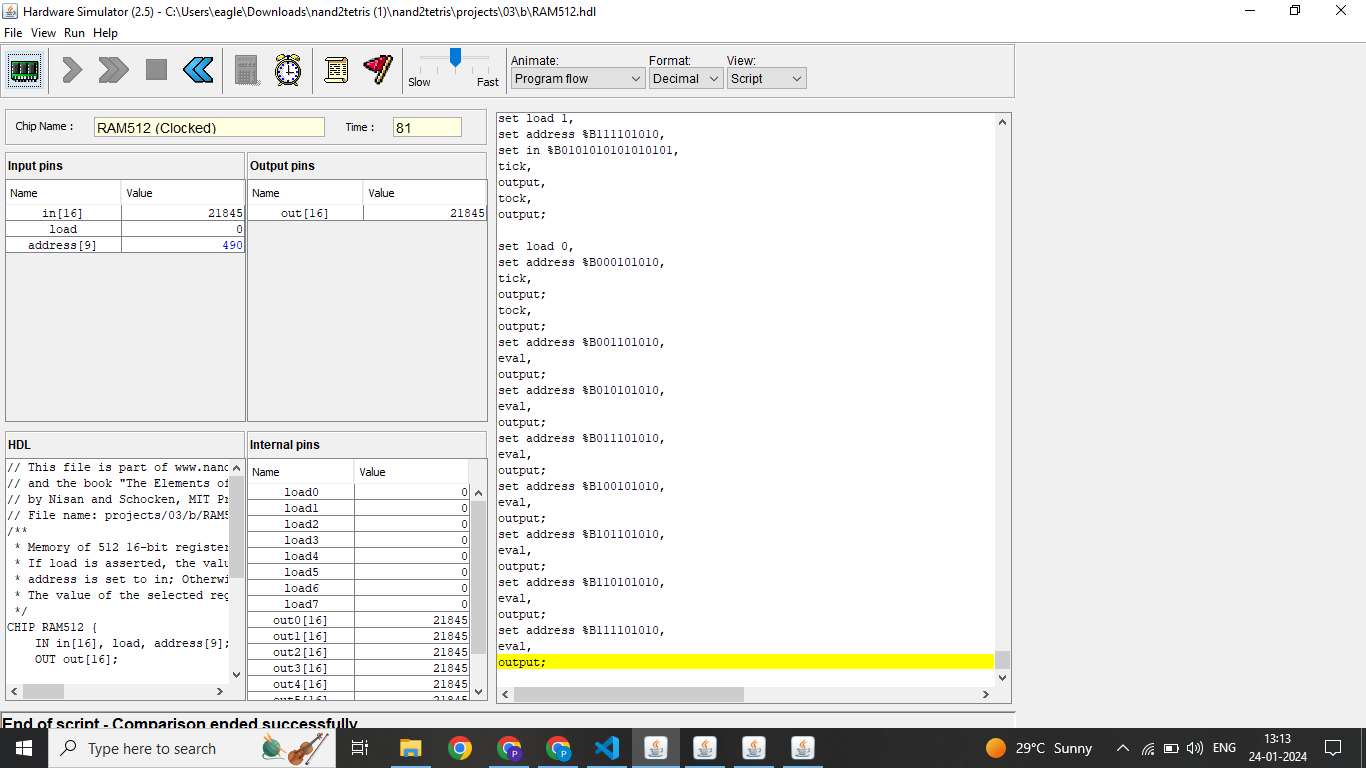 Hardware Simulator (2.5) - C:\Users\eagle\Downloads\nand2tetris (1)\nand2tetris\projects\03\b\RAM512.hdl
File View Run Help
Slow Fast
Animate: Format: View:
Program flow Decimal Script
Chip Name : RAM512 (Clocked) Time : 81
Input pins
Name Value
in[16] 21845
load 0
address[9] 490
Output pins
Name Value
out[16] 21845
HDL
// This file is part of www.nand
// and the book "The Elements of
// by Nisan and Schocken, MIT Pr
// File name: projects/03/b/RAM5
/**
* Memory of 512 16-bit register
* If load is asserted, the valu
* address is set to in; Otherwi
* The value of the selected reg
*/
CHIP RAM512 {
IN in[16], load, address[9];
OUT out[16];
Internal pins
Name Value
load0 0
load1 0
load2 0
load3 0
load4 0
load5 0
load6 0
load7 0
out0[16] 21845
out1[16] 21845
out2[16] 21845
out3[16] 21845
out4[16] 21845
out5[16] 21845
set load 1,
set address %B111101010,
set in %B0101010101010101,
tick,
output,
tock,
output;
set load 0,
set address %B000101010,
tick,
output;
tock,
output;
set address %B001101010,
eval,
output;
set address %B010101010,
eval,
output;
set address %B011101010,
eval,
output;
set address %B100101010,
eval,
output;
set address %B101101010,
eval,
output;
set address %B110101010,
eval,
output;
set address %B111101010,
eval,
output;
End of script - Comparison ended successfully
Type here to search
29°C Sunny
ENG
13:13
24-01-2024